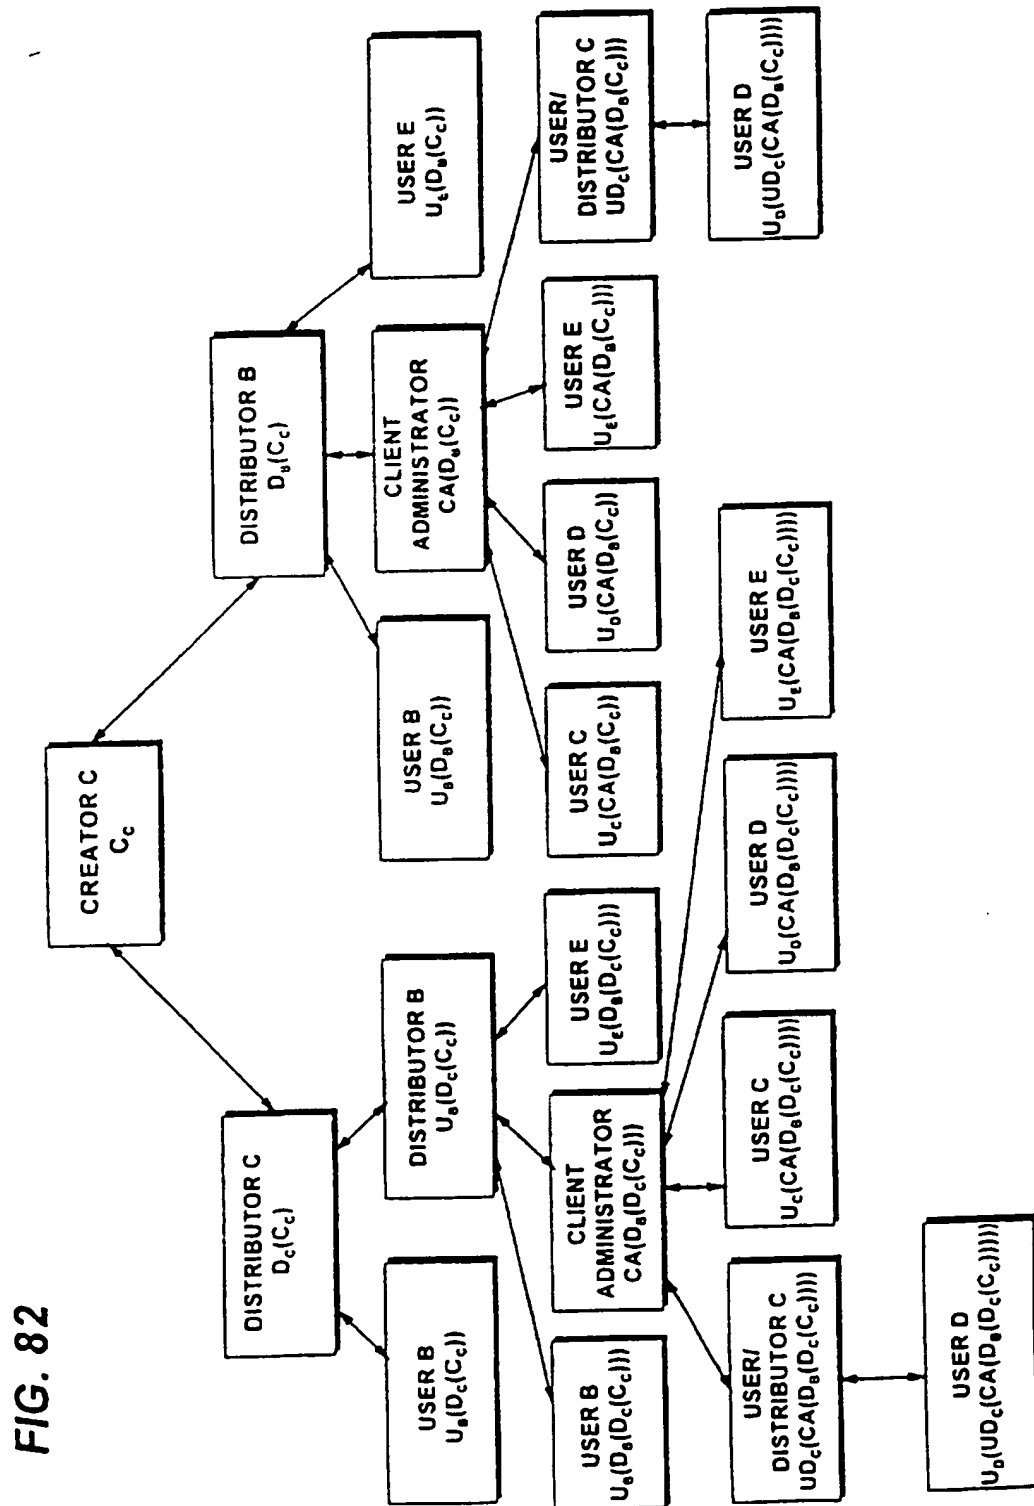 FIG. 82
CREATOR C
C_C
DISTRIBUTOR C
D_C(C_C)
DISTRIBUTOR B
D_B(C_C)
USER B
U_B(D_C(C_C))
DISTRIBUTOR B
U_B(D_C(C_C))
USER B
U_B(D_B(C_C))
CLIENT
ADMINISTRATOR
CA(D_B(C_C))
USER E
U_E(D_B(C_C))
USER B
U_B(D_B(D_C(C_C)))
CLIENT
ADMINISTRATOR
CA(D_B(D_C(C_C)))
USER E
U_E(D_B(D_C(C_C)))
USER C
U_C(CA(D_B(C_C))
USER D
U_D(CA(D_B(C_C)))
USER E
U_E(CA(D_B(C_C)))
USER/
DISTRIBUTOR C
UD_C(CA(D_B(C_C)))
USER/
DISTRIBUTOR C
UD_C(CA(D_B(D_C(C_C))))
USER C
U_C(CA(D_B(D_C(C_C))))
USER D
U_D(CA(D_B(D_C(C_C))))
USER E
U_E(CA(D_B(D_C(C_C))))
USER D
U_D(UD_C(CA(D_B(C_C))))
USER D
U_D(UD_C(CA(D_B(D_C(C_C)))))